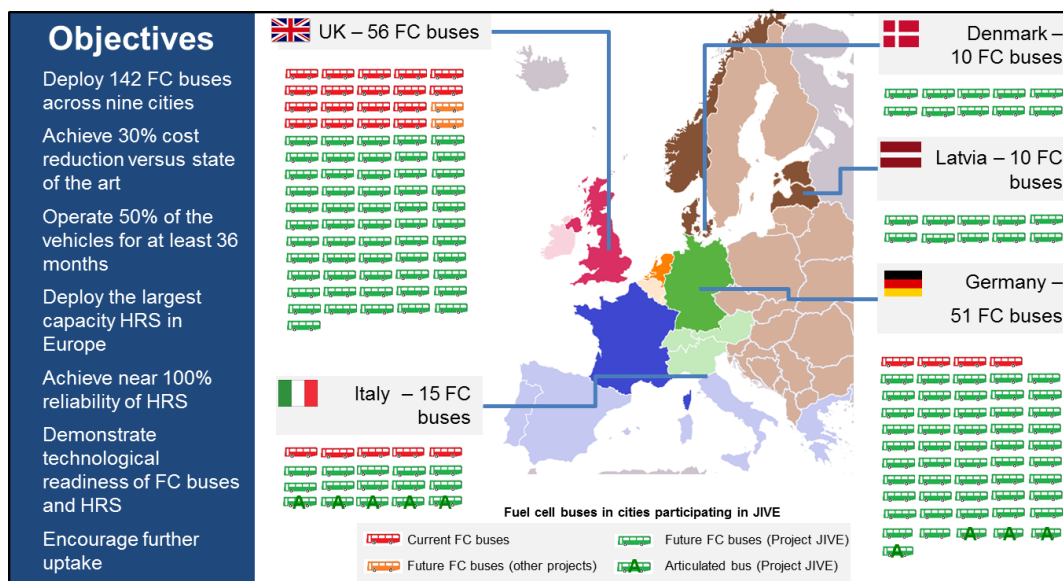 Objectives
Deploy 142 FC buses
across nine cities
Achieve 30% cost
reduction versus state
of the art
Operate 50% of the
vehicles for at least 36
months
Deploy the largest
capacity HRS in
Europe
Achieve near 100%
reliability of HRS
Demonstrate
technological
readiness of FC buses
and HRS
Encourage further
uptake
UK – 56 FC buses
Italy – 15 FC
buses
A A A A A
Denmark –
10 FC buses
Latvia – 10 FC
buses
Germany –
51 FC buses
A A A
A
Fuel cell buses in cities participating in JIVE
Current FC buses
Future FC buses (Project JIVE)
Future FC buses (other projects)
A Articulated bus (Project JIVE)